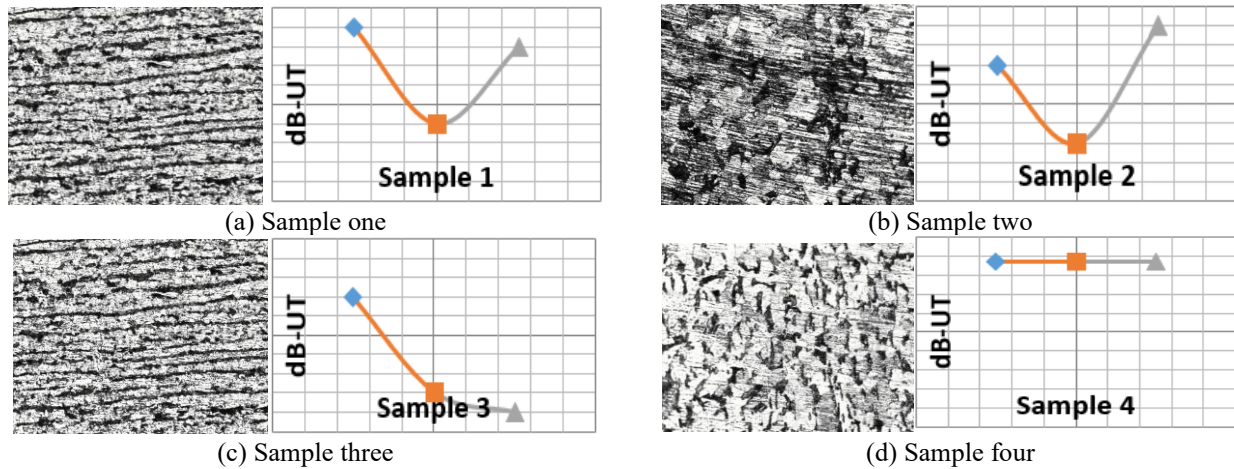 dB-UT
Sample 1
dB-UT
Sample 2
(a) Sample one
(b) Sample two
dB-UT
Sample 3
dB-UT
Sample 4
(c) Sample three
(d) Sample four